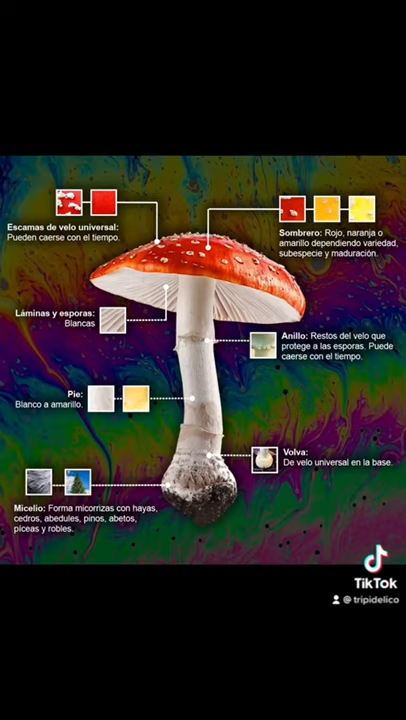 Escamas de velo universal:
Pueden caerse con el tiempo.
Sombrero: Rojo, naranja o
amarillo dependiendo variedad,
subespecie y maduración.
Láminas y esporas:
Blancas
Anillo: Restos del velo que
protege a las esporas. Puede
caerse con el tiempo.
Pie:
Blanco a amarillo.
Volva:
De velo universal en la base.
Micelio: Forma micorrizas con hayas,
cedros, abedules, pinos, abetos,
píceas y robles.
TikTok
@tripidelico